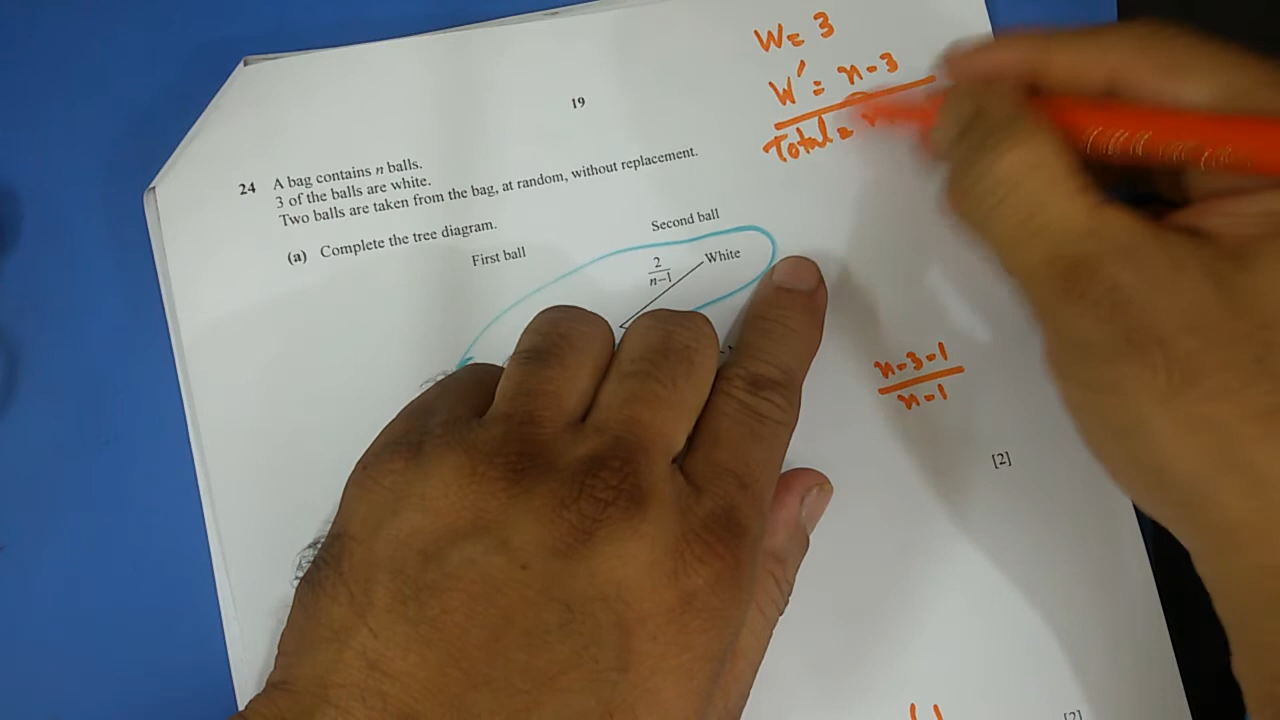 W = 3
W' = n-3
Total =
19
24 A bag contains n balls.
3 of the balls are white.
Two balls are taken from the bag, at random, without replacement.
(a) Complete the tree diagram.
First ball
Second ball
2
n–1
White
n-3-1
n-1
[2]
[2]